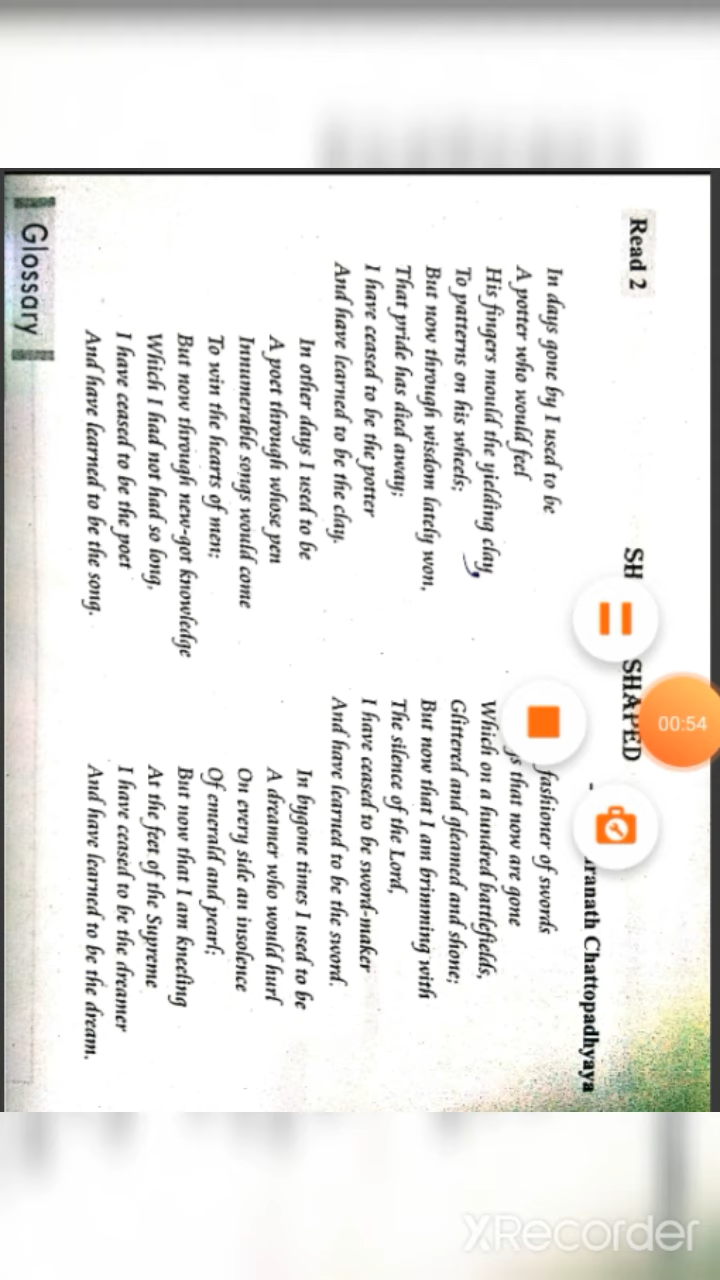 Read 2
SH SHAPED
- Chattopadhyaya
In days gone by I used to be
A potter who would feel
His fingers mould the yielding clay,
To patterns on his wheels;
But now through wisdom lately won,
That pride has died away;
I have ceased to be the potter
And have learned to be the clay.
In other days I used to be
A poet through whose pen
Innumerable songs would come
To win the hearts of men;
But now through new-got knowledge
Which I had not had so long,
I have ceased to be the poet
And have learned to be the song.
fashioner of swords
that now are gone
Which on a hundred battlefields,
Glittered and gleamed and shone;
But now that I am brimming with
The silence of the Lord,
I have ceased to be sword-maker
And have learned to be the sword.
In bygone times I used to be
A dreamer who would hurl
On every side an insolence
Of emerald and pearl;
But now that I am kneeling
At the feet of the Supreme
I have ceased to be the dreamer
And have learned to be the dream.
Glossary
00:54
XRecorder